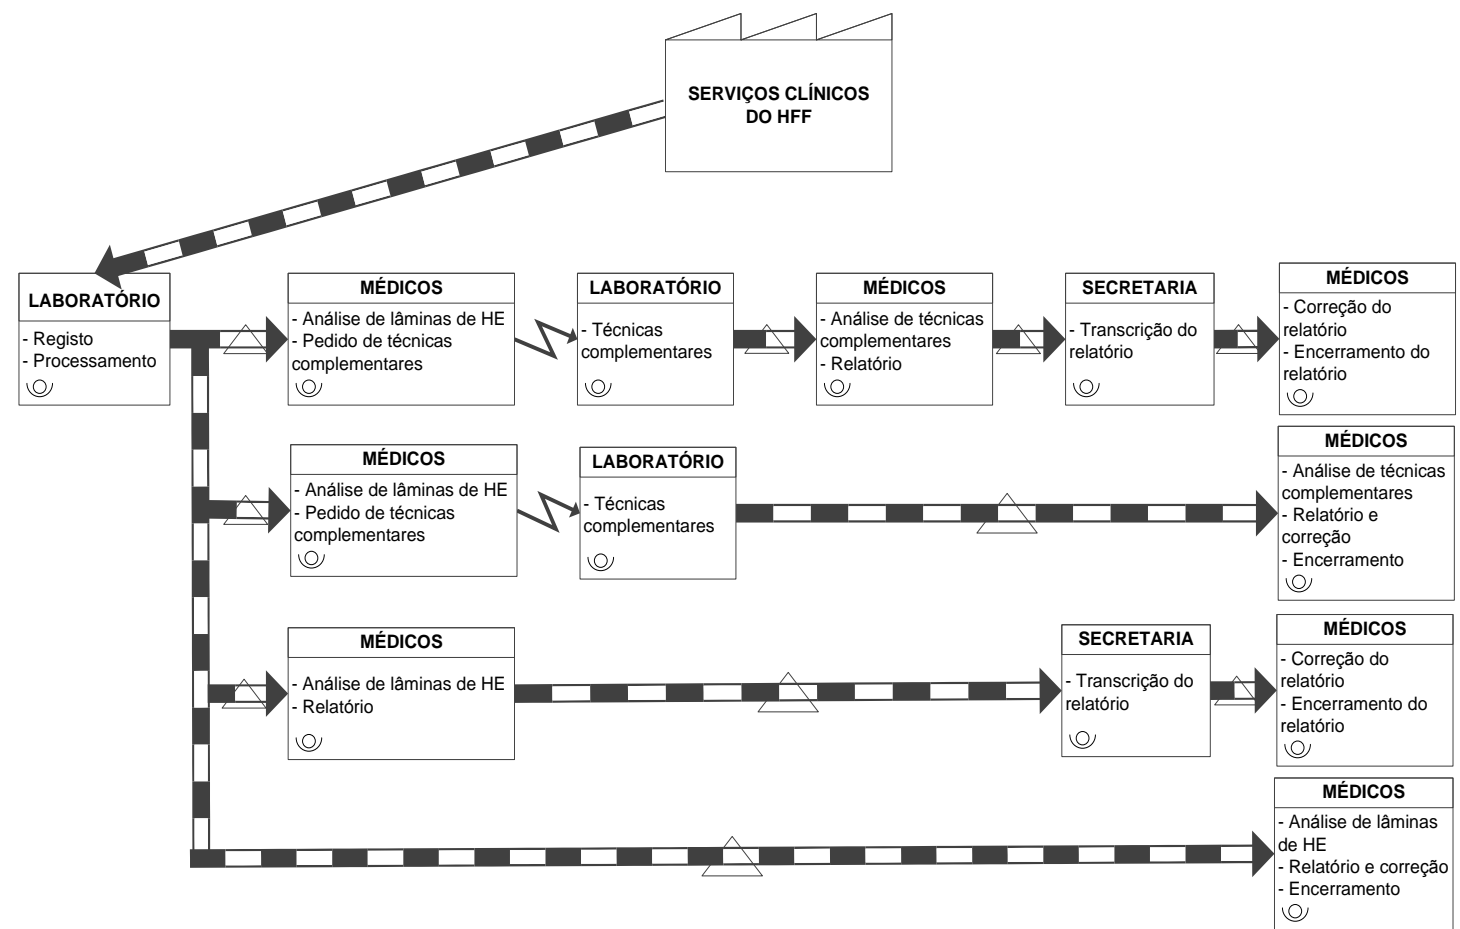 SERVIÇOS CLÍNICOS
DO HFF
LABORATÓRIO
- Registo
- Processamento
MÉDICOS
- Análise de lâminas de HE
- Pedido de técnicas
complementares
LABORATÓRIO
- Técnicas
complementares
MÉDICOS
- Análise de técnicas
complementares
- Relatório
SECRETARIA
- Transcrição do
relatório
MÉDICOS
- Correção do
relatório
- Encerramento do
relatório
MÉDICOS
- Análise de lâminas de HE
- Pedido de técnicas
complementares
LABORATÓRIO
- Técnicas
complementares
MÉDICOS
- Análise de técnicas
complementares
- Relatório e
correção
- Encerramento
MÉDICOS
- Análise de lâminas de HE
- Relatório
SECRETARIA
- Transcrição do
relatório
MÉDICOS
- Correção do
relatório
- Encerramento do
relatório
MÉDICOS
- Análise de lâminas
de HE
- Relatório e correção
- Encerramento